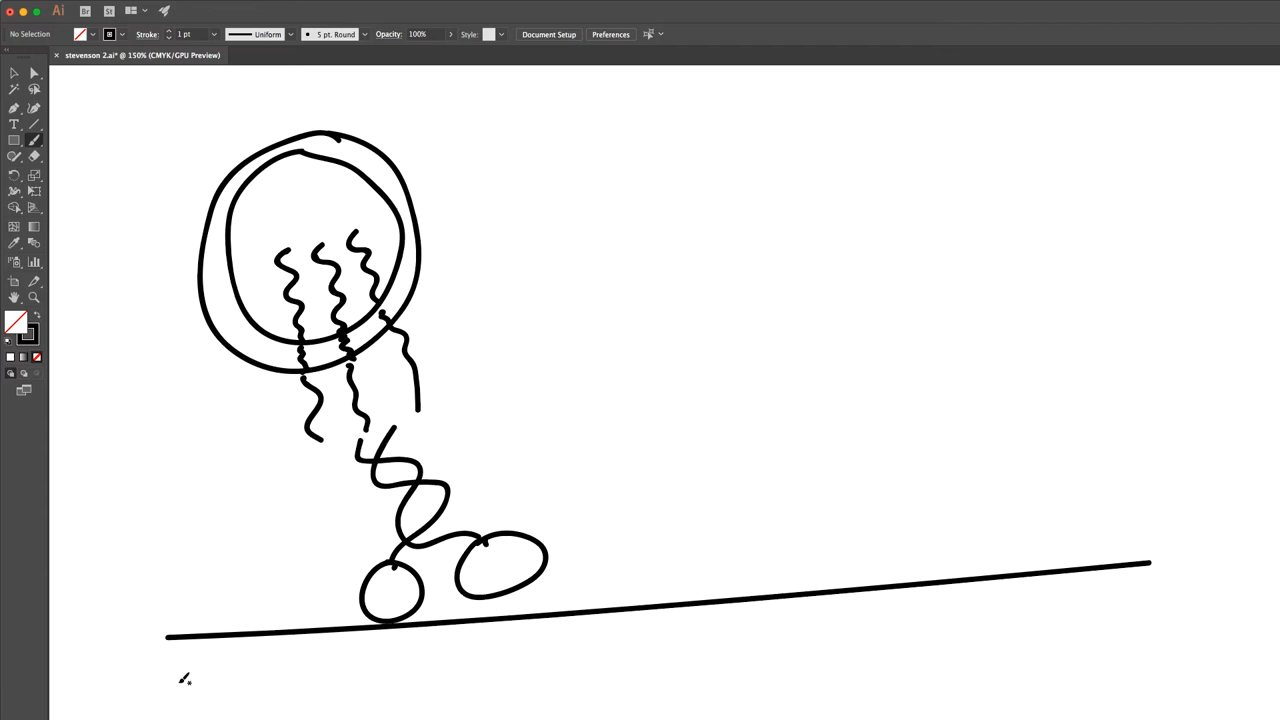 Ai Br St
No Selection Stroke: 1 pt Uniform 5 pt. Round Opacity: 100% Style: Document Setup Preferences
× stevenson 2.ai* @ 150% (CMYK/GPU Preview)
T